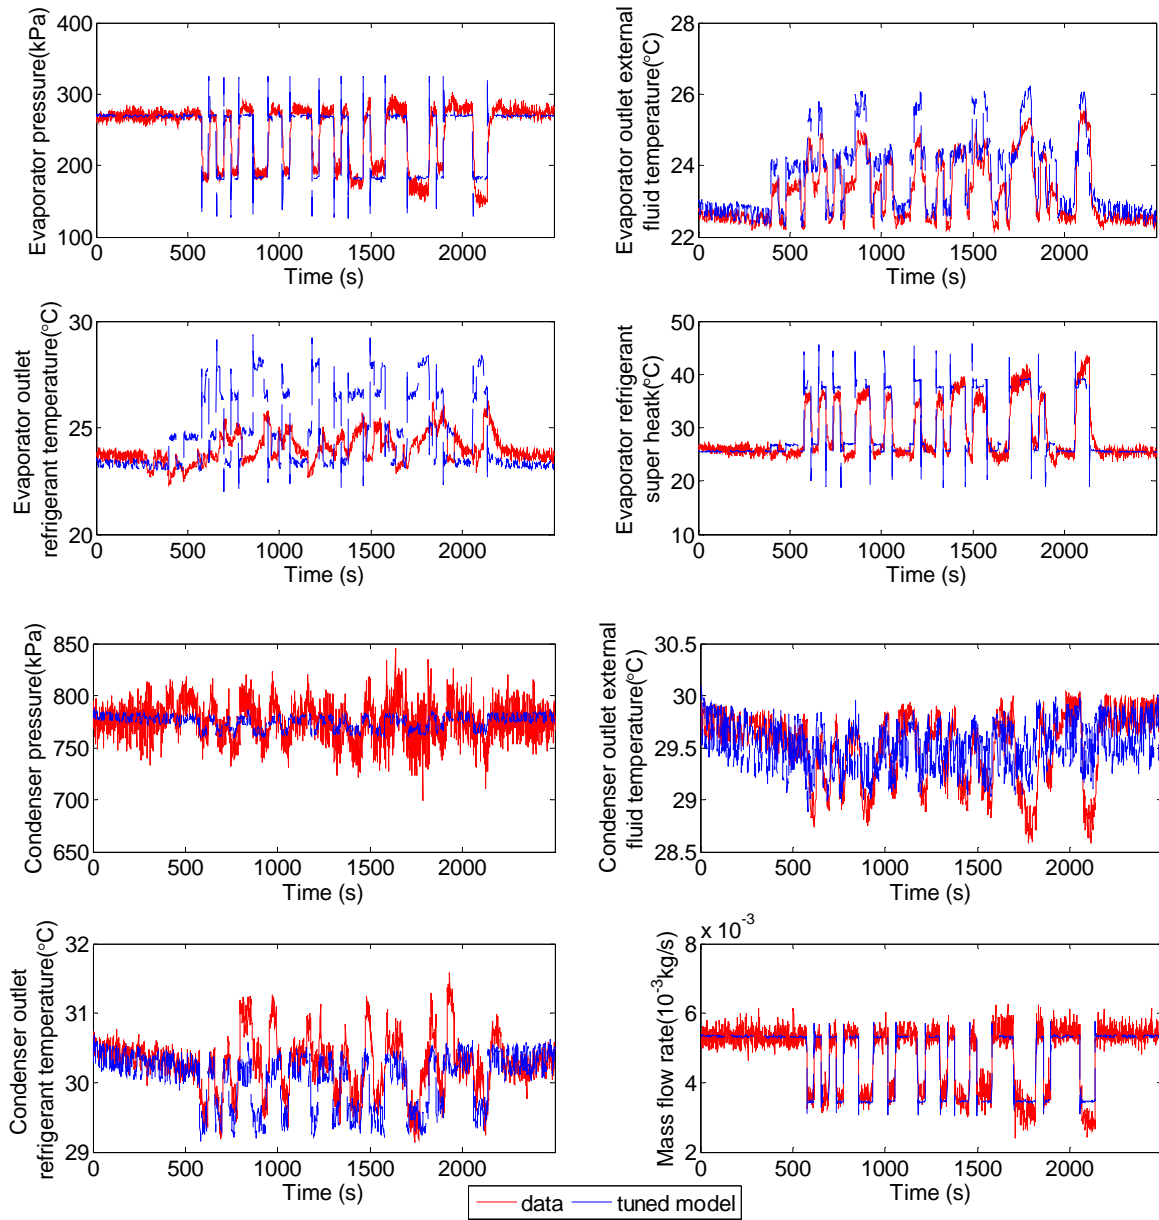 Evaporator pressure(kPa)
400
300
200
100
0 500 1000 1500 2000
Time (s)
Evaporator outlet external
fluid temperature(°C)
28
26
24
22
0 500 1000 1500 2000
Time (s)
Evaporator outlet
refrigerant temperature(°C)
30
25
20
0 500 1000 1500 2000
Time (s)
Evaporator refrigerant
super heatk(°C)
50
40
30
20
10
0 500 1000 1500 2000
Time (s)
Condenser pressure(kPa)
850
800
750
700
650
0 500 1000 1500 2000
Time (s)
Condenser outlet external
fluid temperature(°C)
30.5
30
29.5
29
28.5
0 500 1000 1500 2000
Time (s)
Condenser outlet
refrigerant temperature(°C)
32
31
30
29
0 500 1000 1500 2000
Time (s)
Mass flow rate(10⁻³kg/s)
x 10⁻³
8
6
4
2
0 500 1000 1500 2000
Time (s)
data tuned model